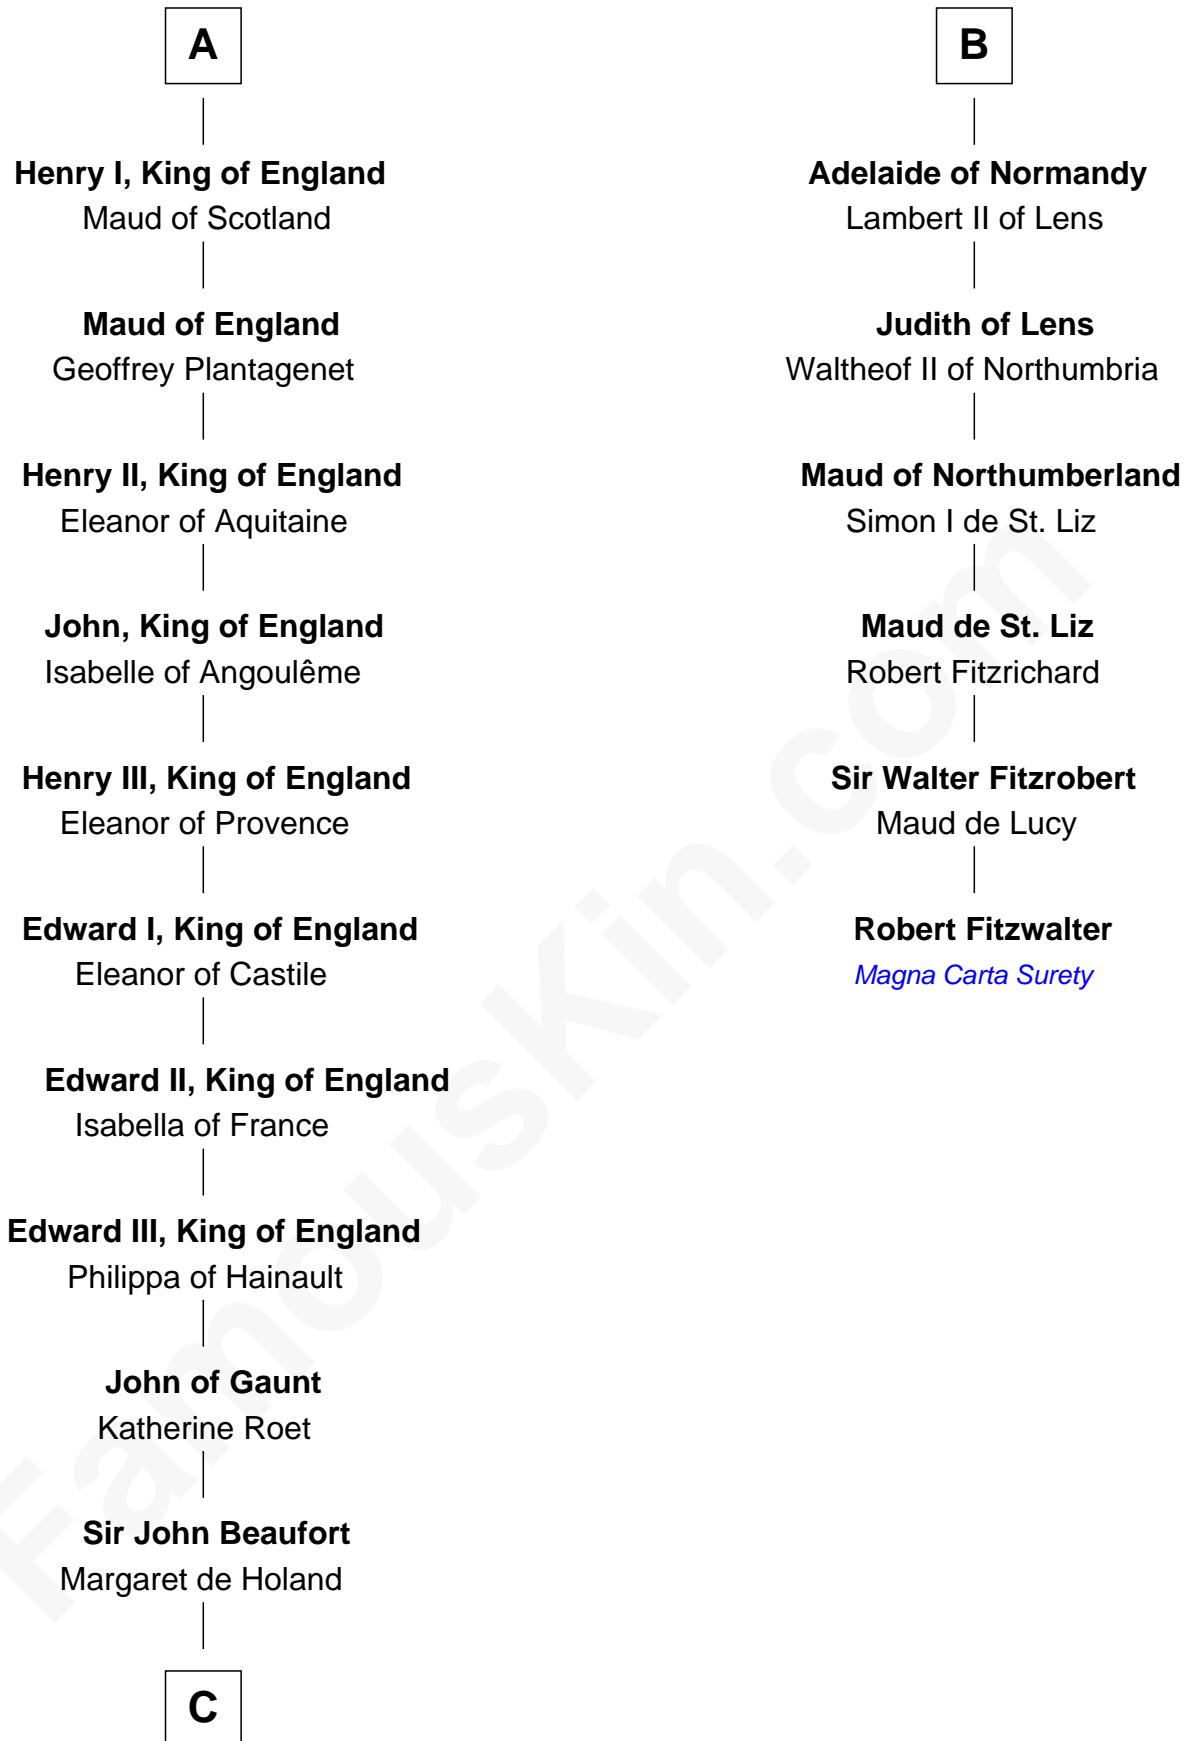 A
Henry I, King of England
Maud of Scotland
Maud of England
Geoffrey Plantagenet
Henry II, King of England
Eleanor of Aquitaine
John, King of England
Isabelle of Angoulême
Henry III, King of England
Eleanor of Provence
Edward I, King of England
Eleanor of Castile
Edward II, King of England
Isabella of France
Edward III, King of England
Philippa of Hainault
John of Gaunt
Katherine Roet
Sir John Beaufort
Margaret de Holand
C
B
Adelaide of Normandy
Lambert II of Lens
Judith of Lens
Waltheof II of Northumbria
Maud of Northumberland
Simon I de St. Liz
Maud de St. Liz
Robert Fitzrichard
Sir Walter Fitzrobert
Maud de Lucy
Robert Fitzwalter
Magna Carta Surety
FamousKin.com